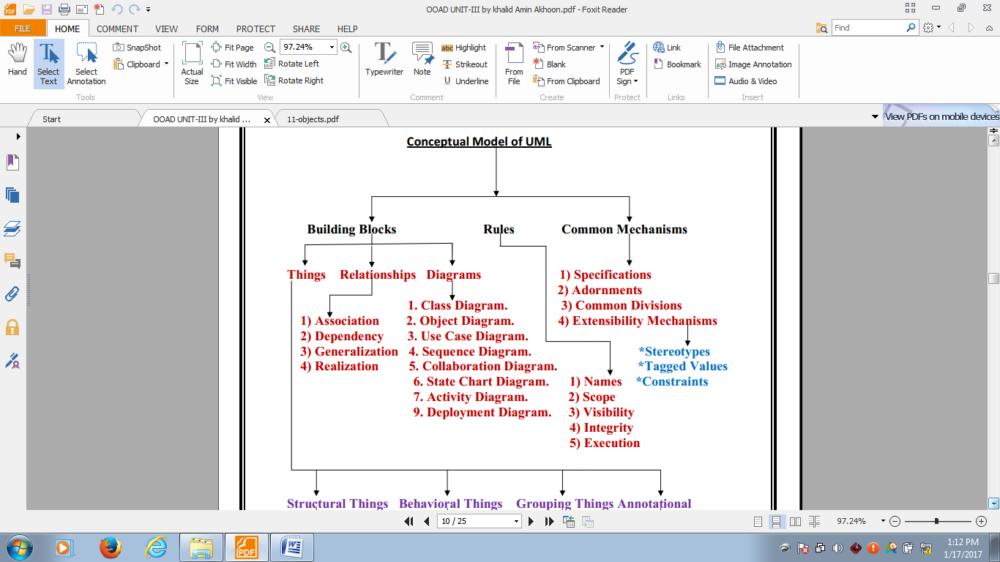 OOAD UNIT-III by khalid Amin Akhoon.pdf - Foxit Reader
FILE HOME COMMENT VIEW FORM PROTECT SHARE HELP Find
Hand
Select Text
Select Annotation
SnapShot
Clipboard
Tools
Actual Size
Fit Page
Fit Width
Fit Visible
97.24%
Rotate Left
Rotate Right
View
Typewriter
Note
abc Highlight
T Strikeout
U Underline
Comment
From File
From Scanner
Blank
From Clipboard
Create
PDF Sign
Protect
Link
Bookmark
Links
File Attachment
Image Annotation
Audio & Video
Insert
Start OOAD UNIT-III by khalid ... x 11-objects.pdf View PDFs on mobile devices
Conceptual Model of UML
Building Blocks Rules Common Mechanisms
Things Relationships Diagrams
1) Association
2) Dependency
3) Generalization
4) Realization
1. Class Diagram.
2. Object Diagram.
3. Use Case Diagram.
4. Sequence Diagram.
5. Collaboration Diagram.
6. State Chart Diagram.
7. Activity Diagram.
9. Deployment Diagram.
1) Specifications
2) Adornments
3) Common Divisions
4) Extensibility Mechanisms
*Stereotypes
*Tagged Values
*Constraints
1) Names
2) Scope
3) Visibility
4) Integrity
5) Execution
Structural Things Behavioral Things Grouping Things Annotational
10 / 25 97.24%
PDF
1:12 PM
1/17/2017